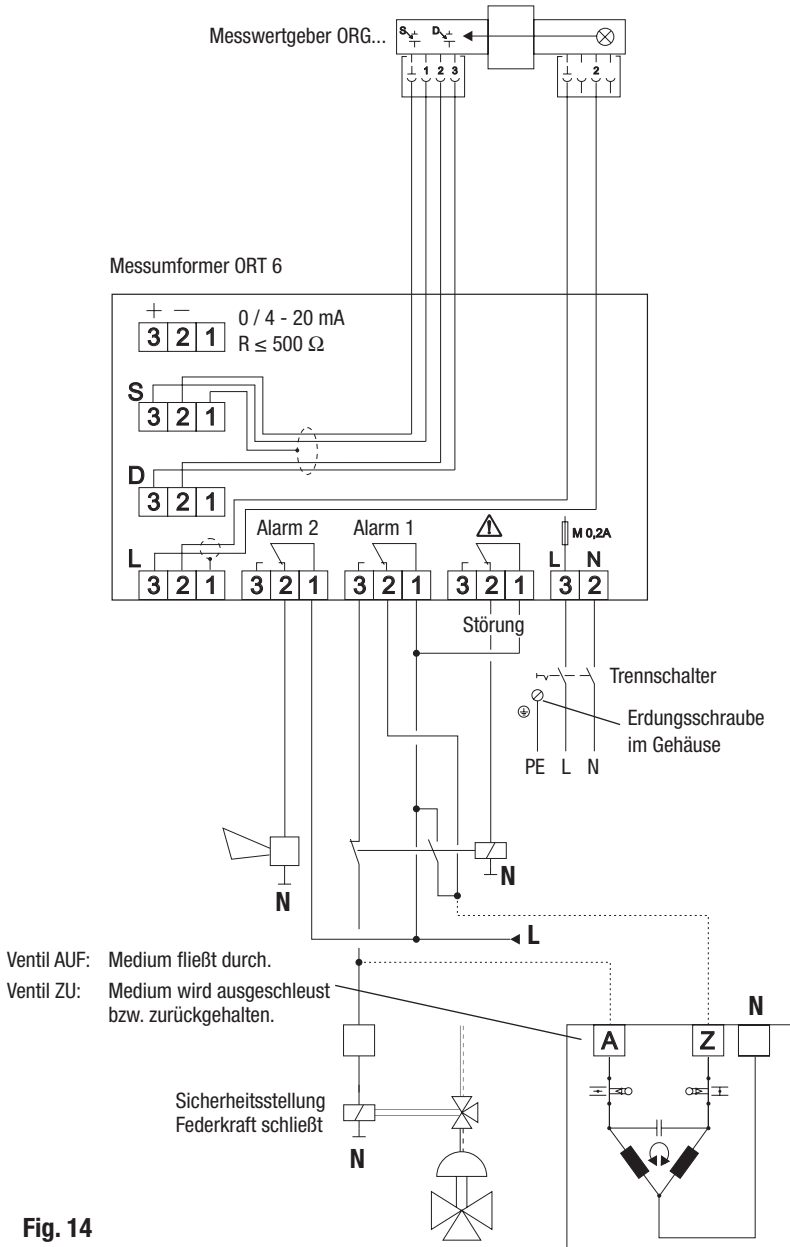 Messwertgeber ORG...
S D
1 2 3
2
Messumformer ORT 6
+ −
3 2 1
0 / 4 - 20 mA
R ≤ 500 Ω
S
3 2 1
D
3 2 1
L
3 2 1
Alarm 2
3 2 1
Alarm 1
3 2 1
3 2 1
Störung
M 0,2A
L N
3 2
Trennschalter
Erdungsschraube
im Gehäuse
PE L N
N
N
L
Ventil AUF: Medium fließt durch.
Ventil ZU: Medium wird ausgeschleust
bzw. zurückgehalten.
N
A Z
Sicherheitsstellung
Federkraft schließt
N
Fig. 14